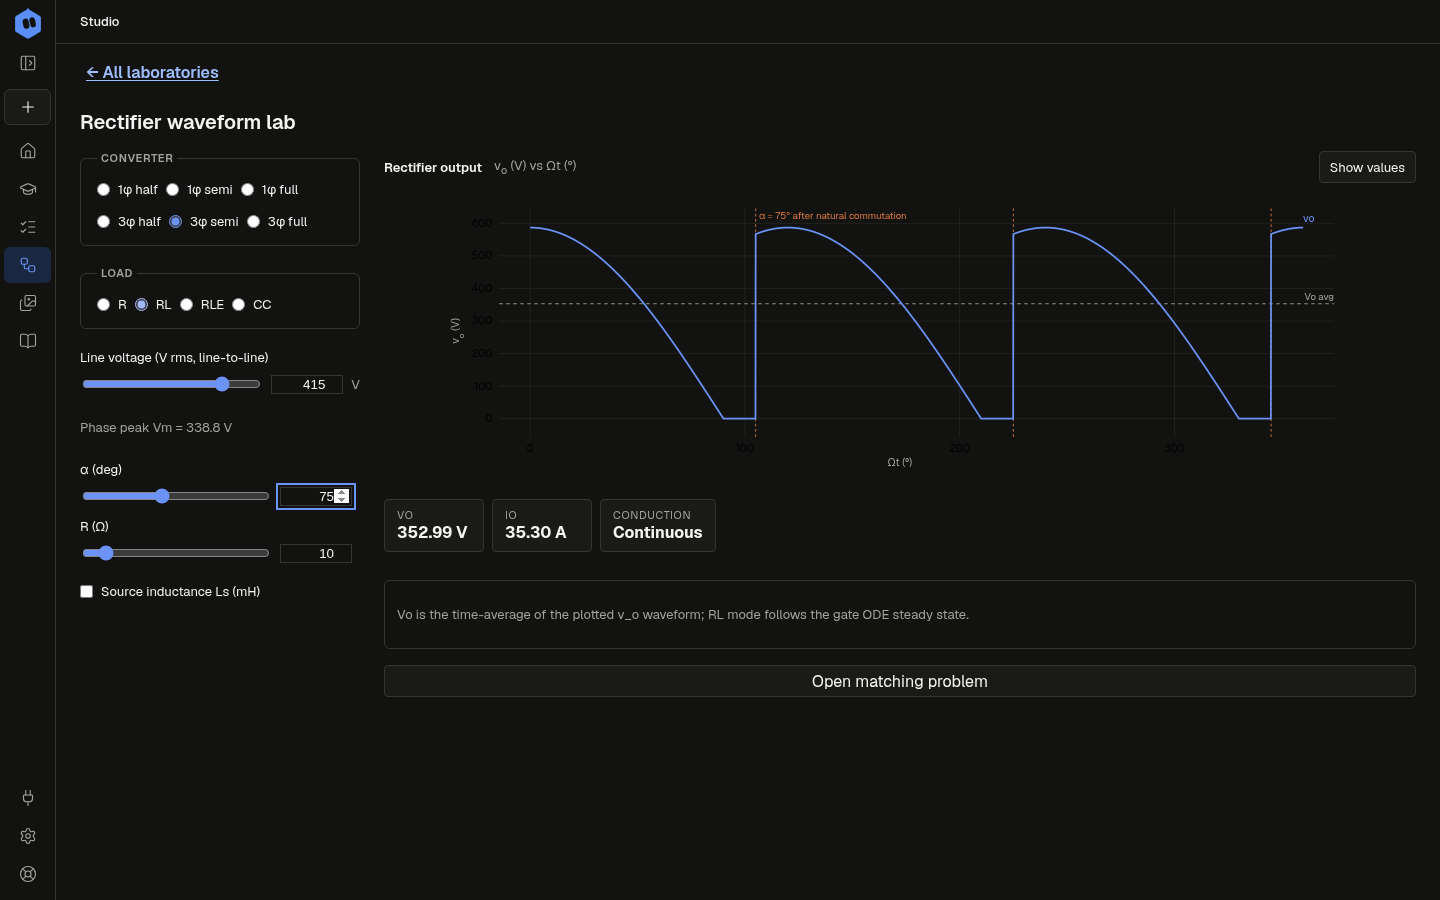 Studio
← All laboratories
Rectifier waveform lab
CONVERTER
1φ half 1φ semi 1φ full
3φ half 3φ semi 3φ full
LOAD
R RL RLE CC
Line voltage (V rms, line-to-line)
415 V
Phase peak Vm = 338.8 V
α (deg)
75
R (Ω)
10
Source inductance Ls (mH)
Rectifier output vo (V) vs Ωt (°)
Show values
α = 75° after natural commutation
vo
Vo avg
600
500
400
300
200
100
0
vo (V)
0 100 200 300
Ωt (°)
VO
352.99 V
IO
35.30 A
CONDUCTION
Continuous
Vo is the time-average of the plotted v_o waveform; RL mode follows the gate ODE steady state.
Open matching problem